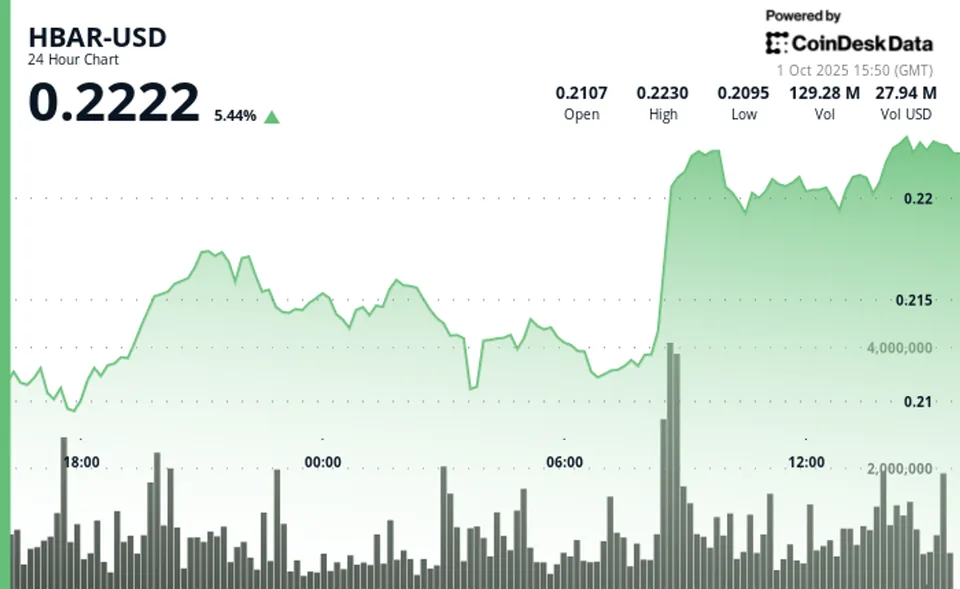 HBAR-USD
24 Hour Chart
0.2222 5.44%
Powered by
CoinDesk Data
1 Oct 2025 15:50 (GMT)
0.2107 0.2230 0.2095 129.28 M 27.94 M
Open High Low Vol Vol USD
0.22
0.215
4,000,000
0.21
18:00 00:00 06:00 12:00
2,000,000